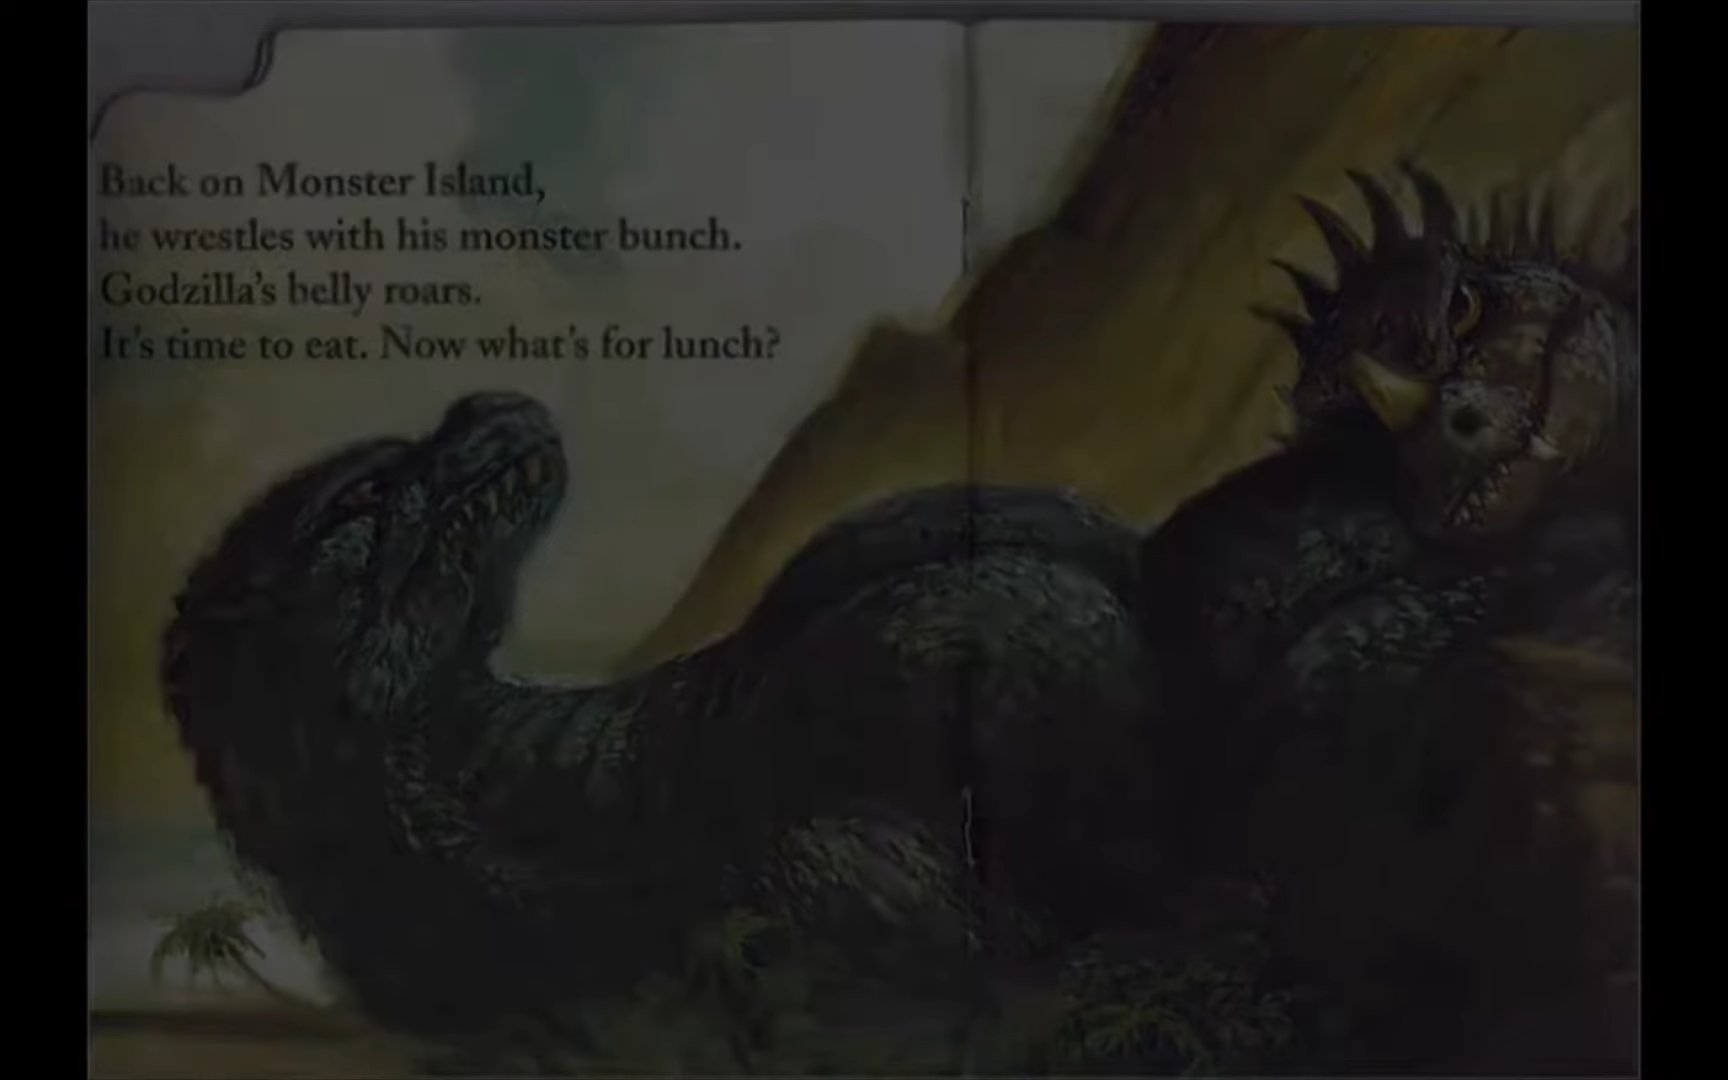 Back on Monster Island,
he wrestles with his monster bunch.
Godzilla's belly roars.
It's time to eat. Now what's for lunch?